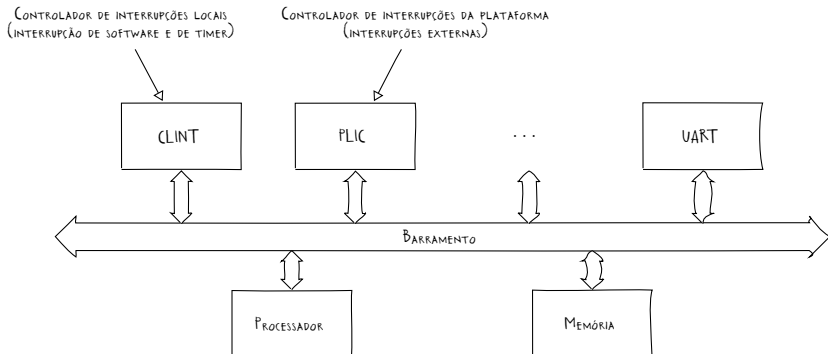 Controlador de interrupções locais
(interrupção de software e de timer)
Controlador de interrupções da plataforma
(interrupções externas)
CLINT
PLIC
...
UART
Barramento
Processador
Memória